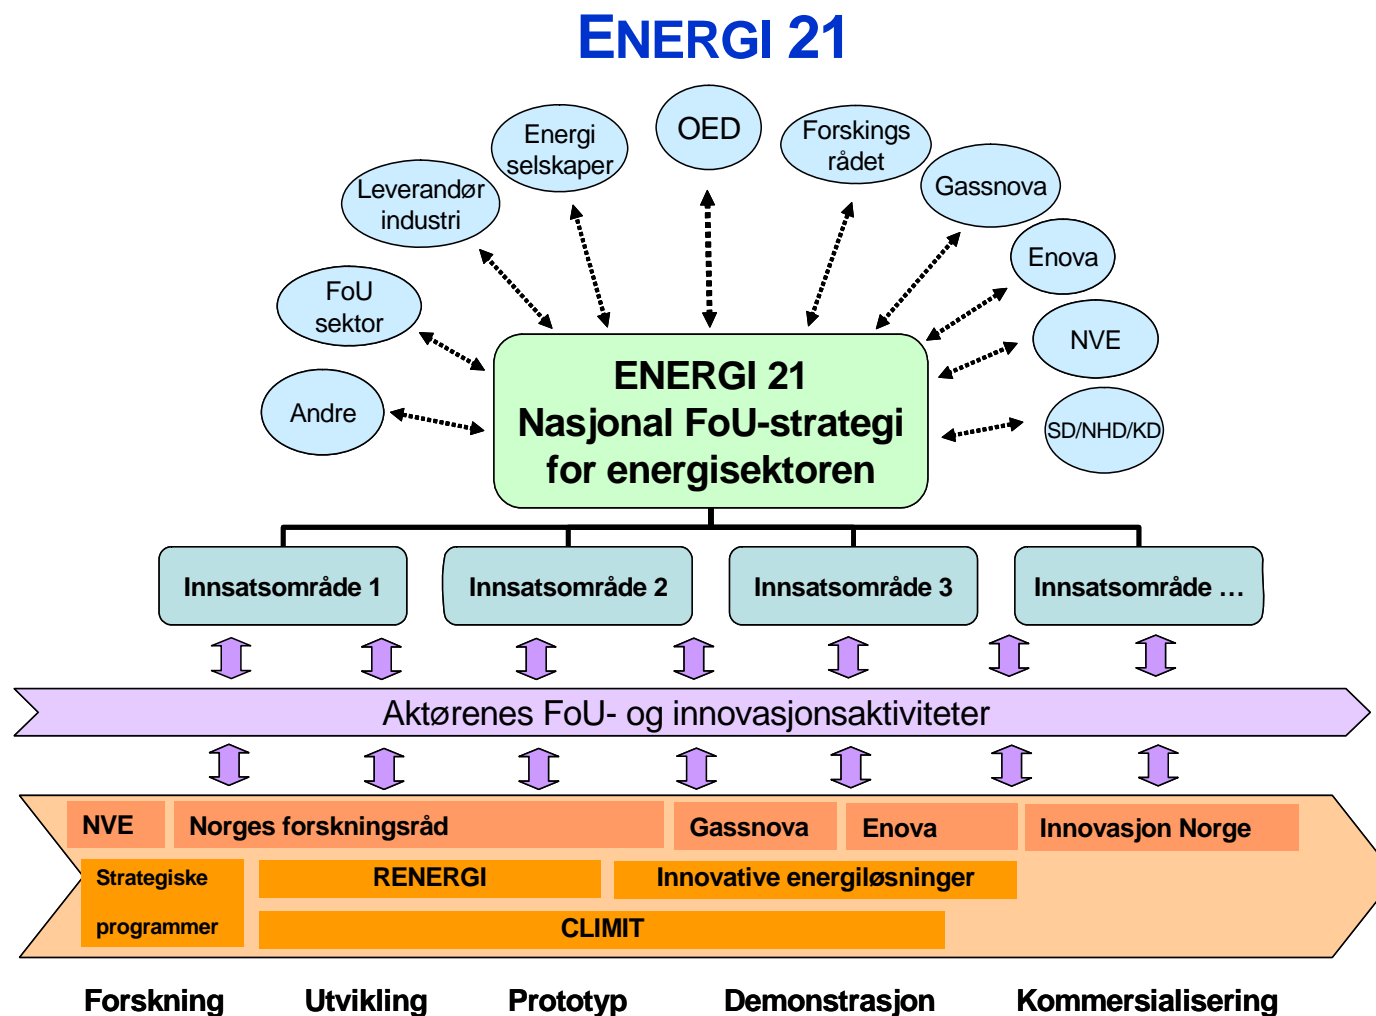 ENERGI 21
OED
Energi
selskaper
Forskings
rådet
Leverandør
industri
Gassnova
Enova
FoU
sektor
NVE
Andre
SD/NHD/KD
ENERGI 21
Nasjonal FoU-strategi
for energisektoren
Innsatsområde 1
Innsatsområde 2
Innsatsområde 3
Innsatsområde ...
Aktørenes FoU- og innovasjonsaktiviteter
NVE
Norges forskningsråd
Gassnova
Enova
Innovasjon Norge
Strategiske
programmer
RENERGI
Innovative energiløsninger
CLIMIT
Forskning
Utvikling
Prototyp
Demonstrasjon
Kommersialisering